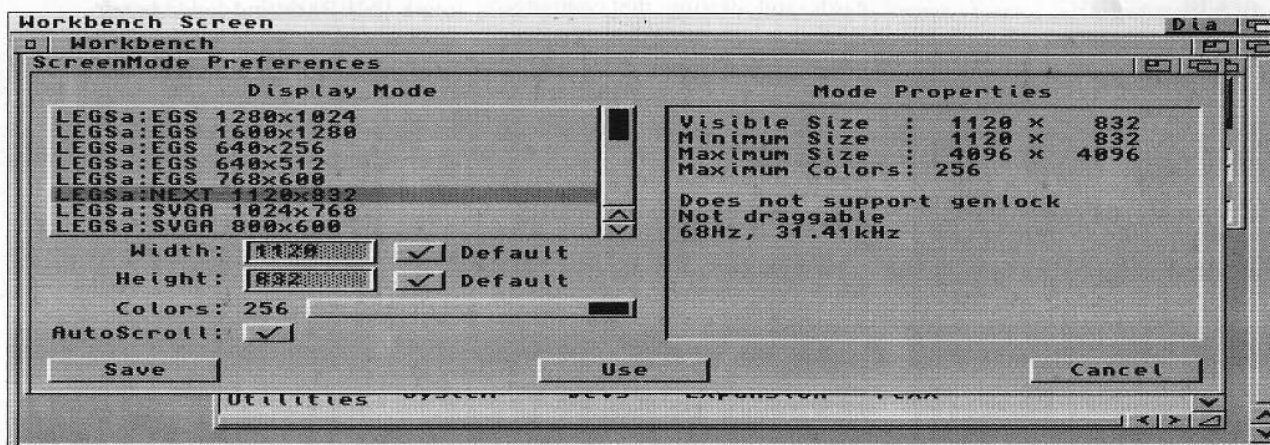 Workbench Screen
Dia
Workbench
ScreenMode Preferences
Display Mode
LEGSa:EGS 1280x1024
LEGSa:EGS 1600x1280
LEGSa:EGS 640x256
LEGSa:EGS 640x512
LEGSa:EGS 768x600
LEGSa:NEXT 1120x832
LEGSa:SVGA 1024x768
LEGSa:SVGA 800x600
Width: 1120 Default
Height: 832 Default
Colors: 256
AutoScroll:
Mode Properties
Visible Size : 1120 x 832
Minimum Size : 1120 x 832
Maximum Size : 4096 x 4096
Maximum Colors: 256
Does not support genlock
Not draggable
68Hz, 31.41kHz
Save Use Cancel
Utilities System Devs Expansion